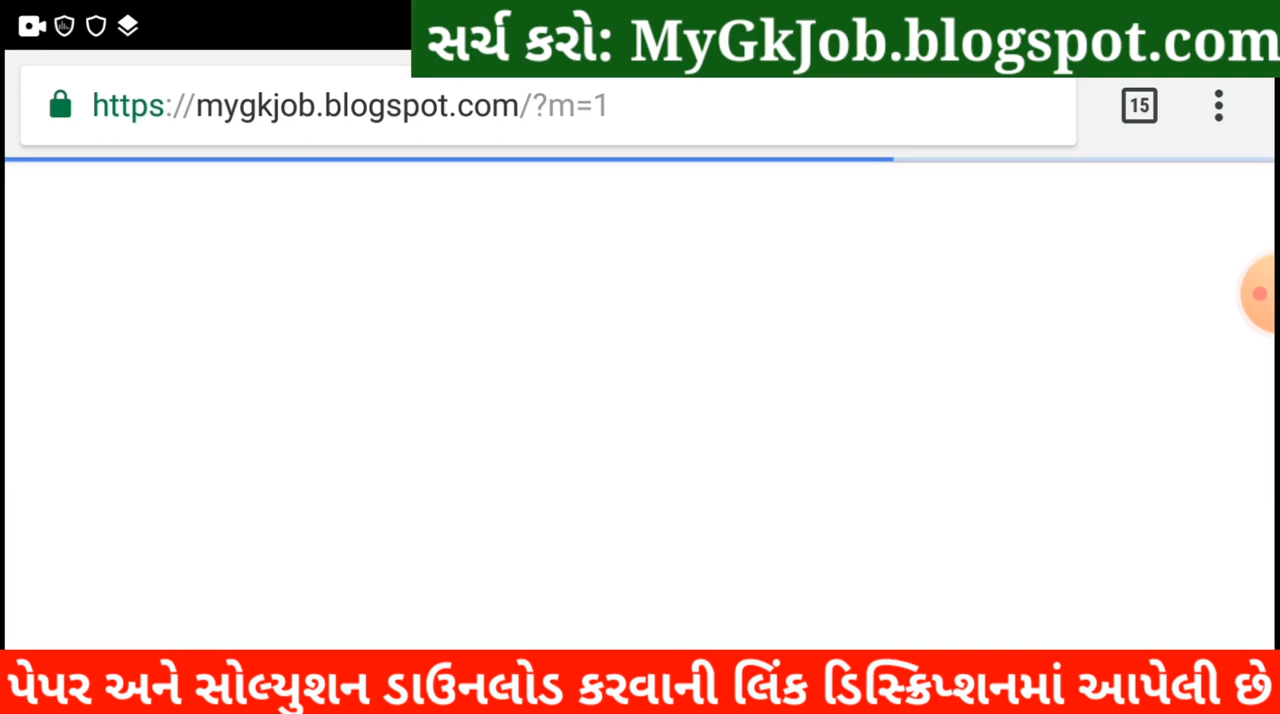 સર્ચ કરો: MyGkJob.blogspot.com
https://mygkjob.blogspot.com/?m=1
15
પેપર અને સોલ્યુશન ડાઉનલોડ કરવાની લિંક ડિસ્ક્રિપ્શનમાં આપેલી છે